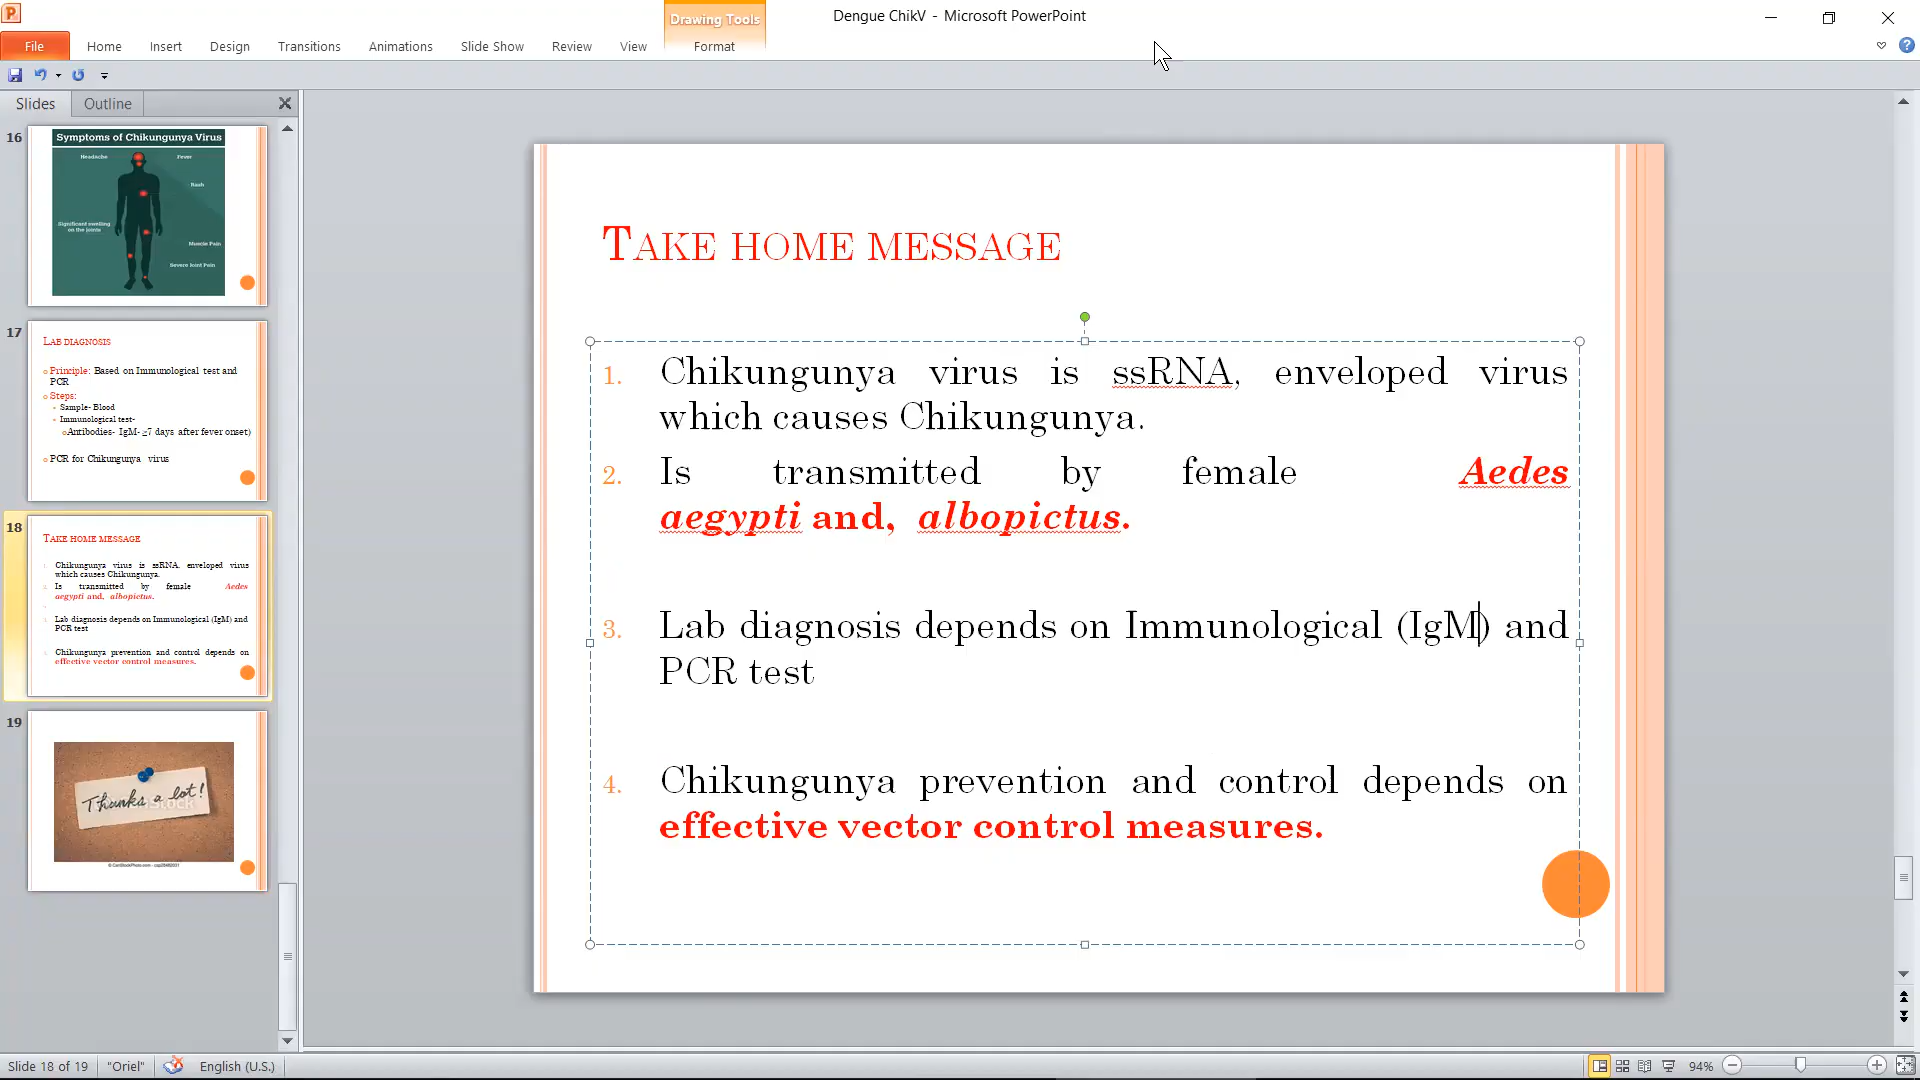 Dengue ChikV - Microsoft PowerPoint
Drawing Tools
File Home Insert Design Transitions Animations Slide Show Review View Format
Slides Outline
16
Symptoms of Chikungunya Virus
Headache Fever
Rash
Significant swelling
on the joints
Muscle Pain
Severe Joint Pain
17
LAB DIAGNOSIS
Principle: Based on Immunological test and
PCR
Steps:
Sample- Blood
Immunological test-
Antibodies- IgM- ≥7 days after fever onset)
PCR for Chikungunya virus
18
TAKE HOME MESSAGE
Chikungunya virus is ssRNA, enveloped virus
which causes Chikungunya.
Is transmitted by female Aedes
aegypti and, albopictus.
Lab diagnosis depends on Immunological (IgM) and
PCR test
Chikungunya prevention and control depends on
effective vector control measures.
19
Thanks a lot!
TAKE HOME MESSAGE
1. Chikungunya virus is ssRNA, enveloped virus
which causes Chikungunya.
2. Is transmitted by female Aedes
aegypti and, albopictus.
3. Lab diagnosis depends on Immunological (IgM) and
PCR test
4. Chikungunya prevention and control depends on
effective vector control measures.
Slide 18 of 19 "Oriel" English (U.S.) 94%